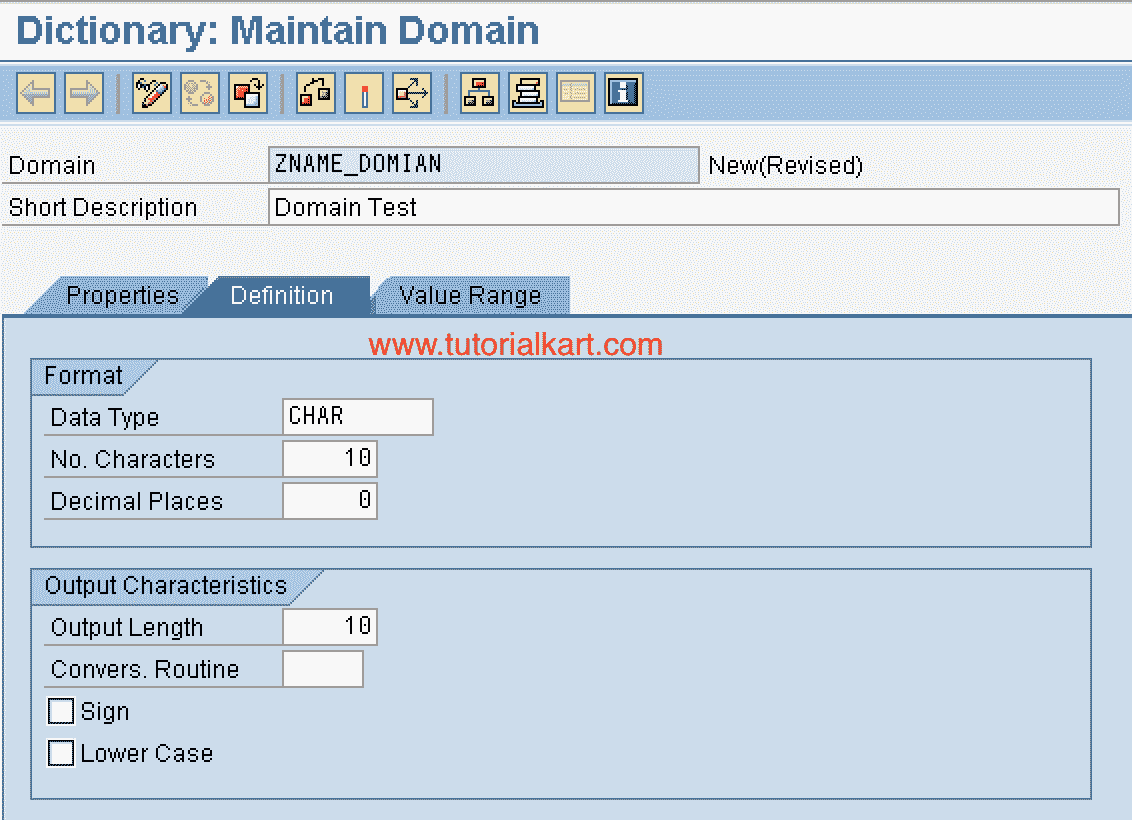 Dictionary: Maintain Domain
Domain ZNAME_DOMIAN New(Revised)
Short Description Domain Test
Properties Definition Value Range
www.tutorialkart.com
Format
Data Type CHAR
No. Characters 10
Decimal Places 0
Output Characteristics
Output Length 10
Convers. Routine
Sign
Lower Case